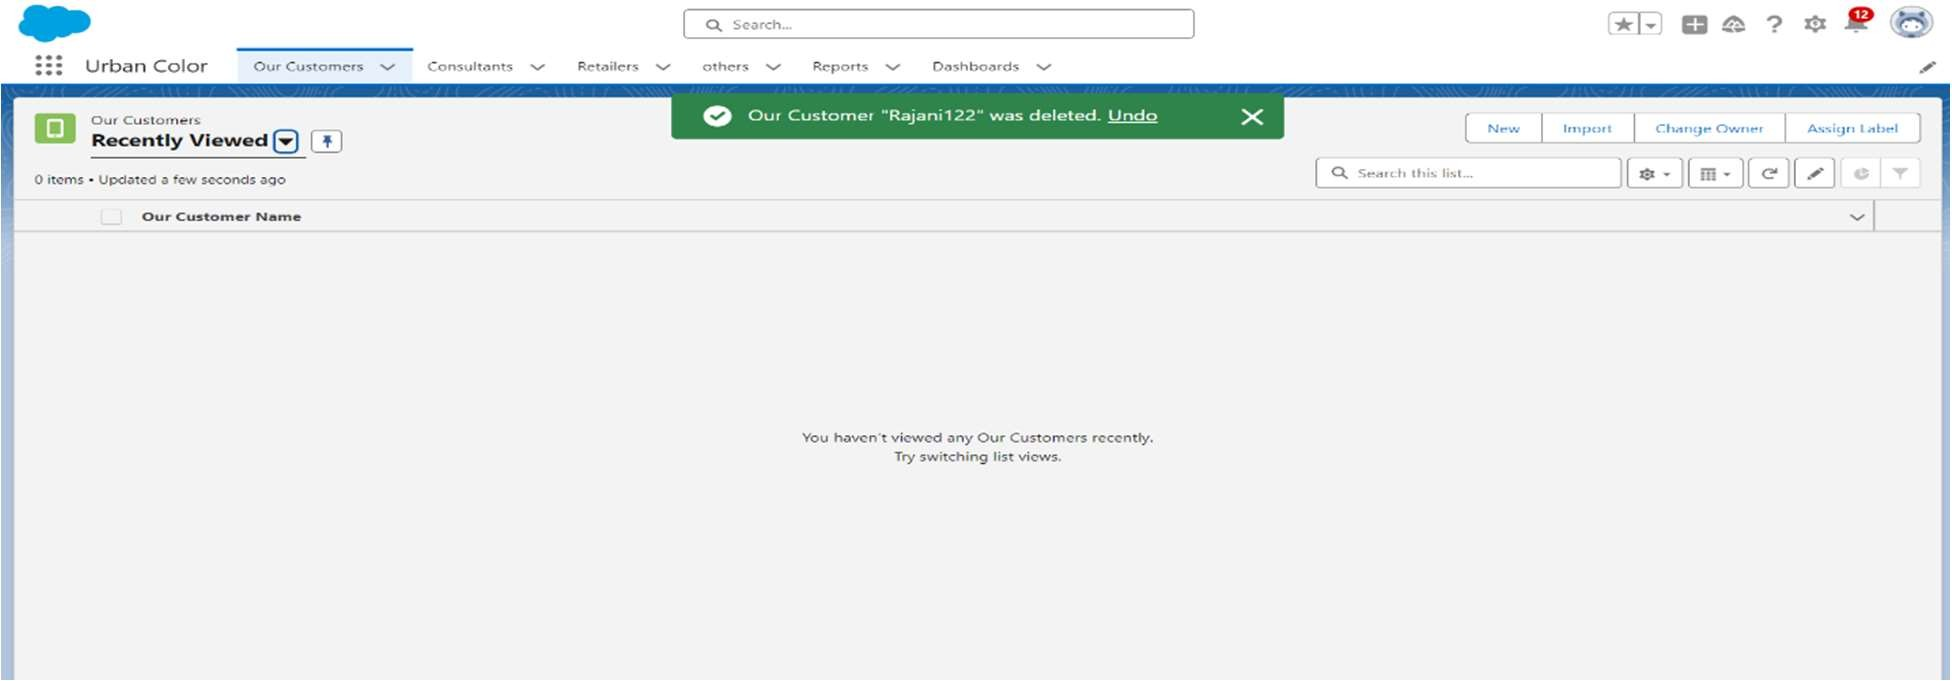 Search...
12
Urban Color
Our Customers
Consultants
Retailers
others
Reports
Dashboards
Our Customer "Rajani122" was deleted. Undo
Our Customers
Recently Viewed
New
Import
Change Owner
Assign Label
0 items • Updated a few seconds ago
Search this list...
Our Customer Name
You haven't viewed any Our Customers recently.
Try switching list views.